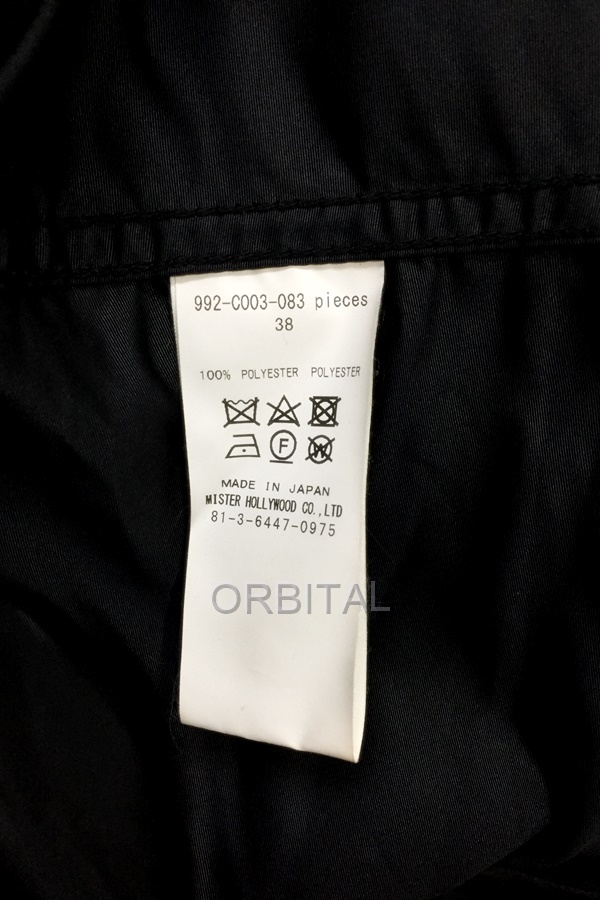 992-C003-083 pieces
38
100% POLYESTER POLYESTER
F
W
MADE IN JAPAN
MISTER HOLLYWOOD CO.,LTD
81-3-6447-0975
ORBITAL